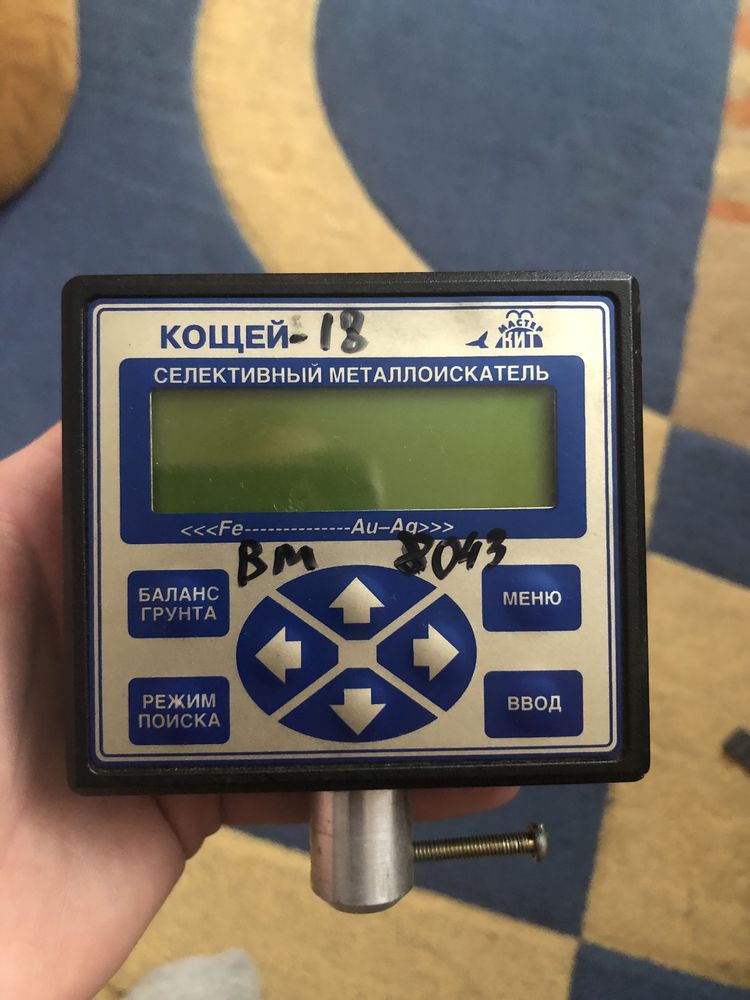 КОЩЕЙ-18
МАСТЕР
КИТ
СЕЛЕКТИВНЫЙ МЕТАЛЛОИСКАТЕЛЬ
<<<Fe--------------Au–Ag>>>
ВМ 8043
БАЛАНС
ГРУНТА
МЕНЮ
РЕЖИМ
ПОИСКА
ВВОД